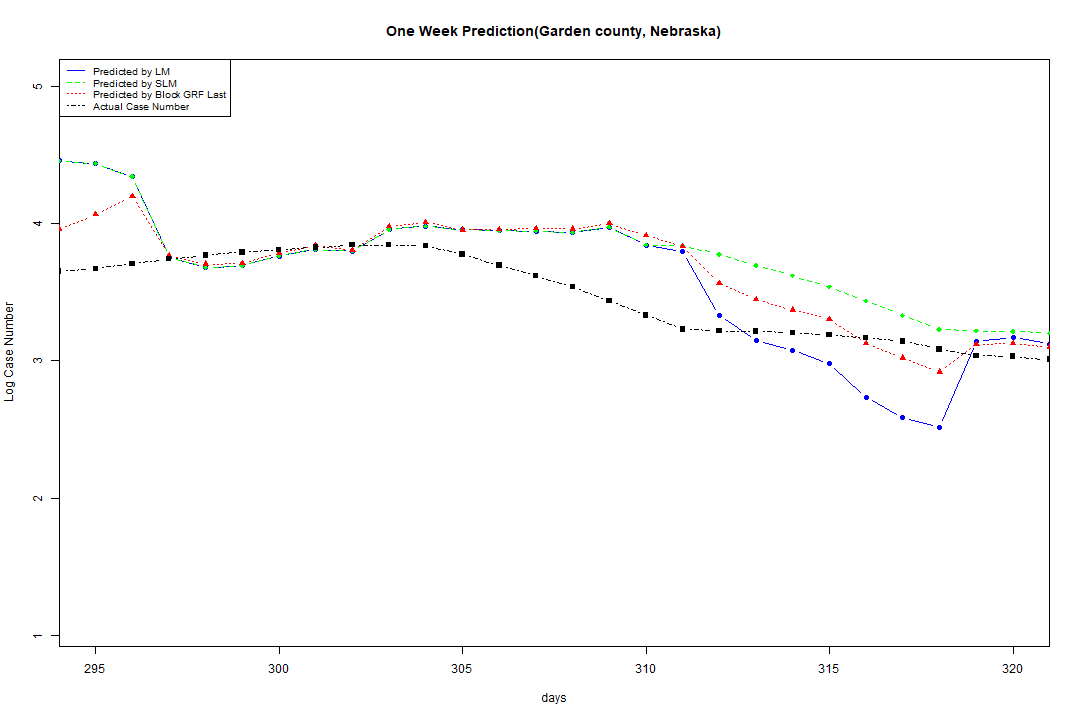 One Week Prediction(Garden county, Nebraska)
Predicted by LM
Predicted by SLM
Predicted by Block GRF Last
Actual Case Number
5
4
3
2
1
Log Case Number
295 300 305 310 315 320
days